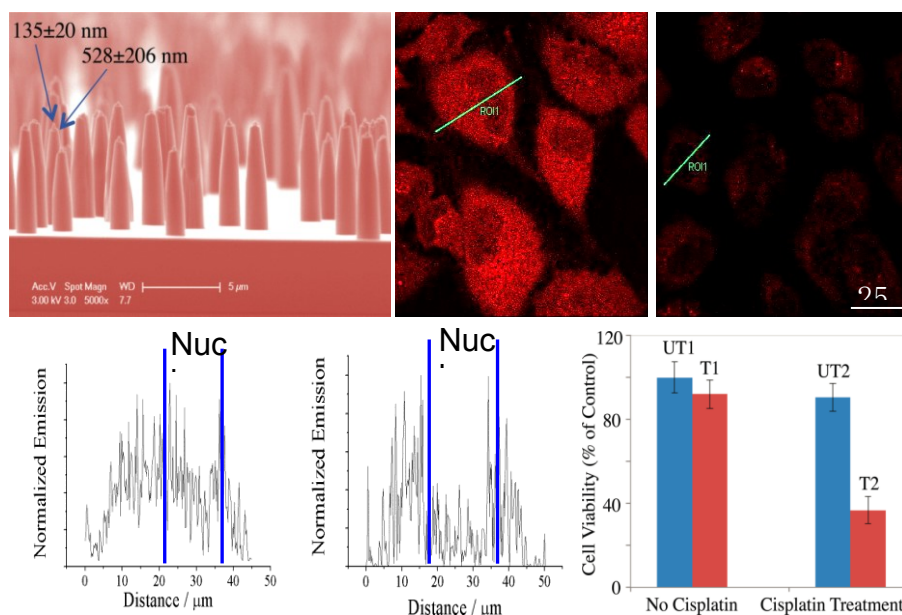 135±20 nm
528±206 nm
Acc.V Spot Magn WD
3.00 kV 3.0 5000x 7.7
5 µm
ROI1
ROI1
25
Nuc
.
Normalized Emission
0 10 20 30 40 50
Distance / µm
Nuc
.
Normalized Emission
0 10 20 30 40 50
Distance / µm
Cell Viability (% of Control)
120
80
40
0
UT1
T1
UT2
T2
No Cisplatin
Cisplatin Treatment